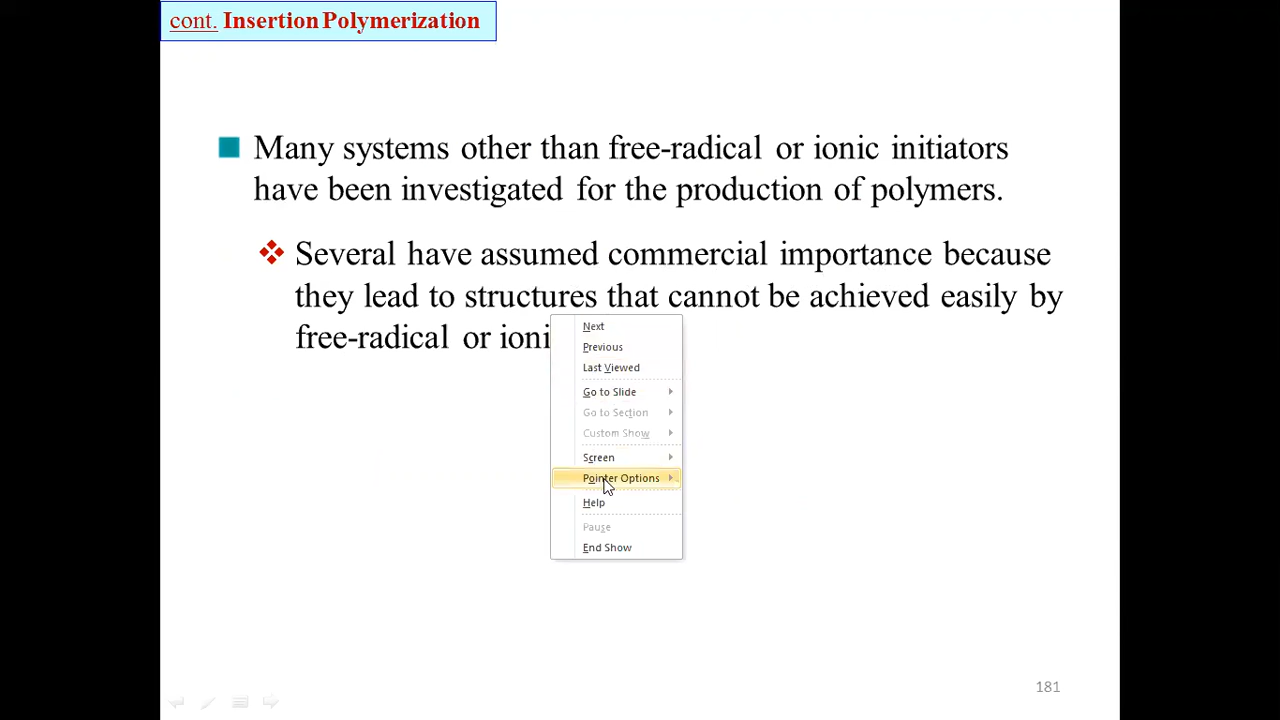 cont. Insertion Polymerization
Many systems other than free-radical or ionic initiators
have been investigated for the production of polymers.
Several have assumed commercial importance because
they lead to structures that cannot be achieved easily by
free-radical or ioni
Next
Previous
Last Viewed
Go to Slide
Go to Section
Custom Show
Screen
Pointer Options
Help
Pause
End Show
181